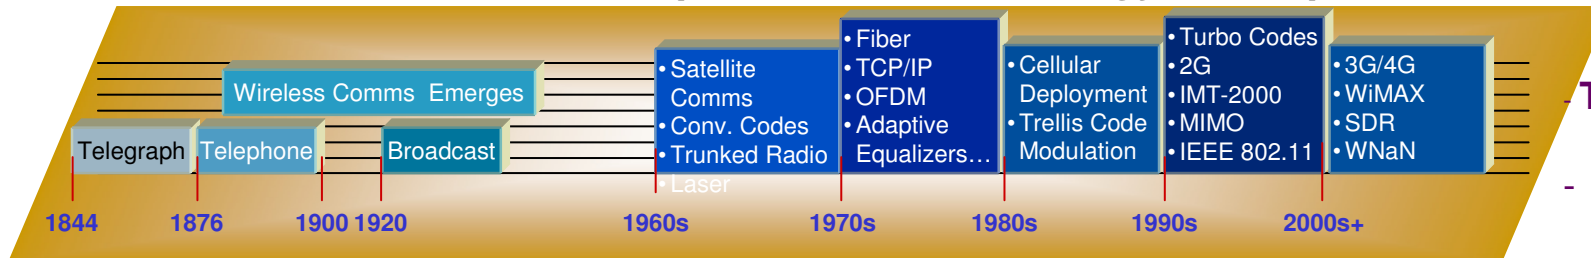 Telegraph
Telephone
Wireless Comms Emerges
Broadcast
• Satellite
Comms
• Conv. Codes
• Trunked Radio
• Laser
• Fiber
• TCP/IP
• OFDM
• Adaptive
Equalizers…
• Cellular
Deployment
• Trellis Code
Modulation
• Turbo Codes
• 2G
• IMT-2000
• MIMO
• IEEE 802.11
• 3G/4G
• WiMAX
• SDR
• WNaN
1844 1876 1900 1920 1960s 1970s 1980s 1990s 2000s+